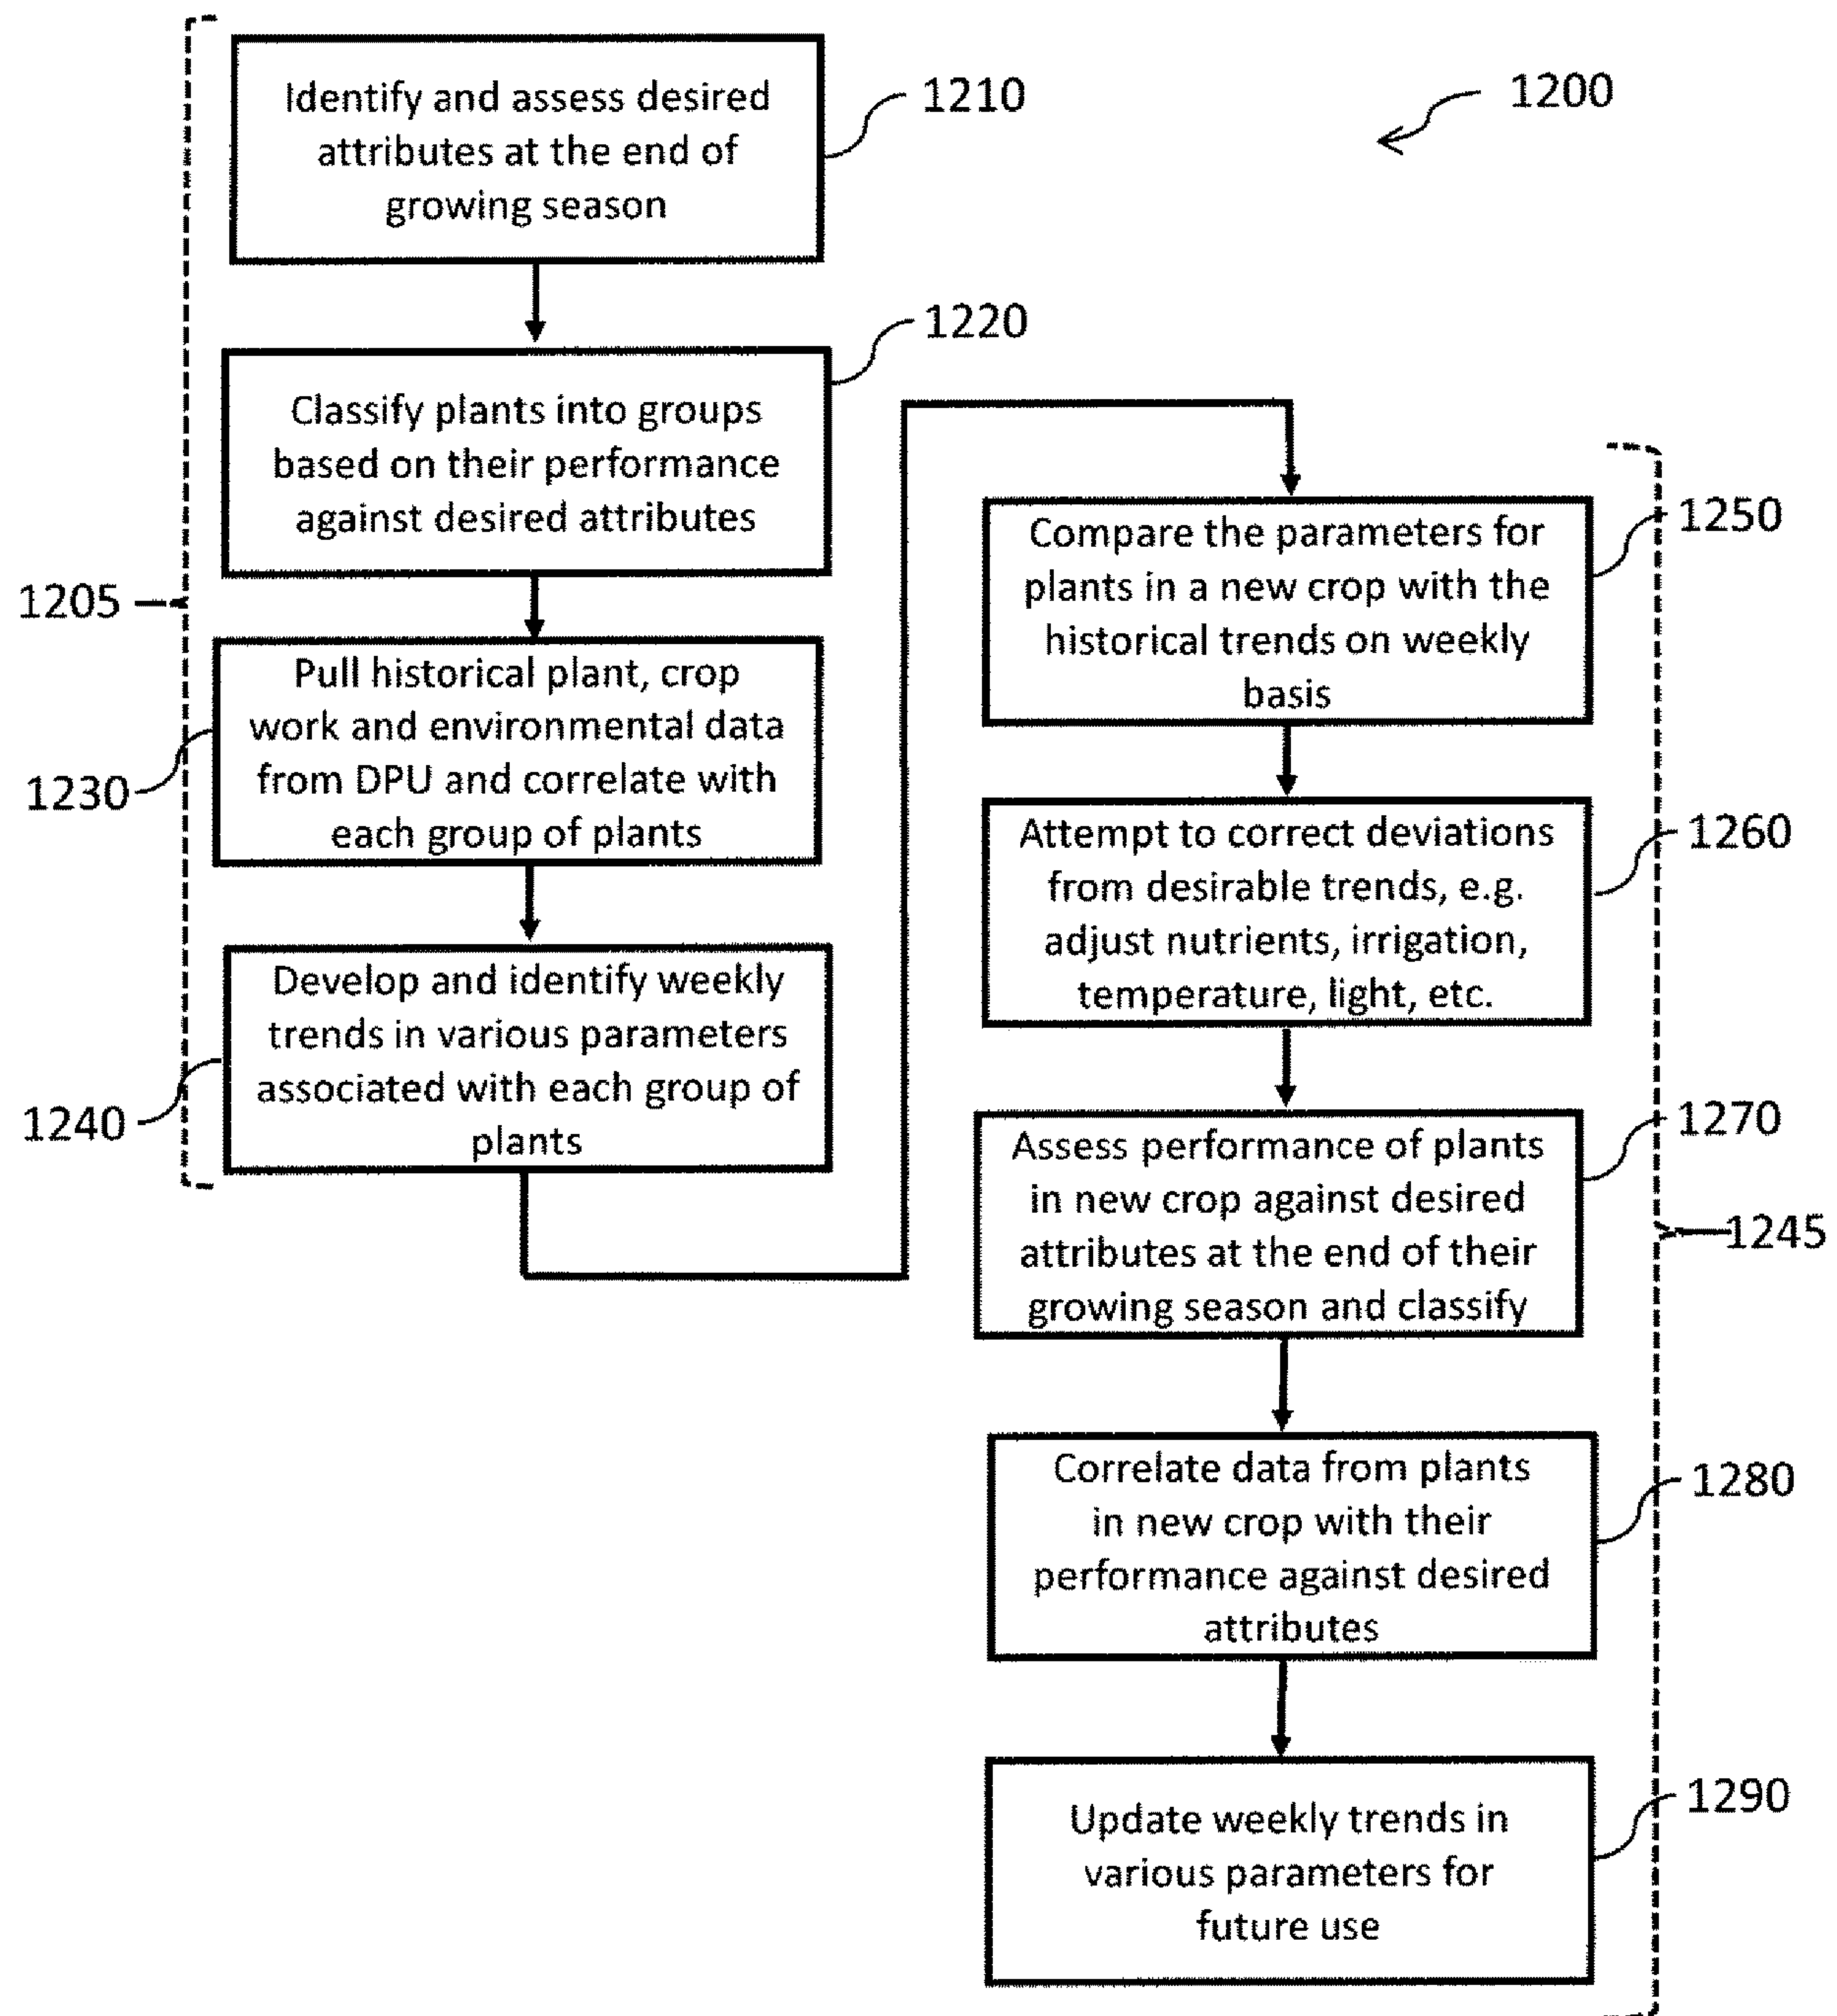 1200
1205
Identify and assess desired
attributes at the end of
growing season
1210
Classify plants into groups
based on their performance
against desired attributes
1220
Pull historical plant, crop
work and environmental data
from DPU and correlate with
each group of plants
1230
Develop and identify weekly
trends in various parameters
associated with each group of
plants
1240
1245
Compare the parameters for
plants in a new crop with the
historical trends on weekly
basis
1250
Attempt to correct deviations
from desirable trends, e.g.
adjust nutrients, irrigation,
temperature, light, etc.
1260
Assess performance of plants
in new crop against desired
attributes at the end of their
growing season and classify
1270
Correlate data from plants
in new crop with their
performance against desired
attributes
1280
Update weekly trends in
various parameters for
future use
1290